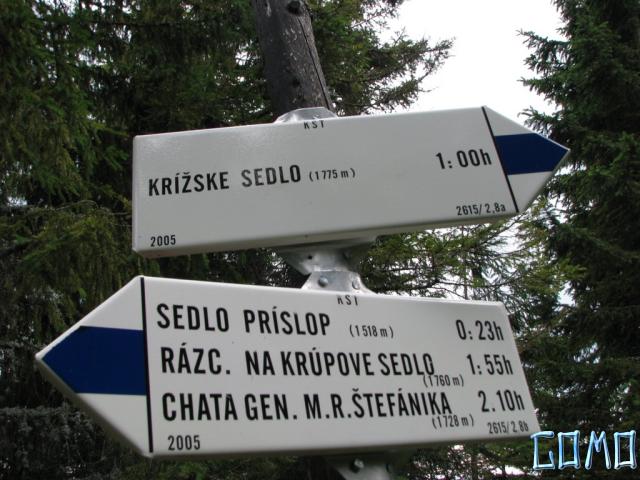 KST
KRÍŽSKE SEDLO (1775 m) 1:00h
2005 2615/2,8a
KST
SEDLO PRÍSLOP (1518 m) 0:23h
RÁZC. NA KRÚPOVE SEDLO (1760 m) 1:55h
CHATA GEN. M.R.ŠTEFÁNIKA (1728 m) 2.10h
2005 2615/2,8b
COMO